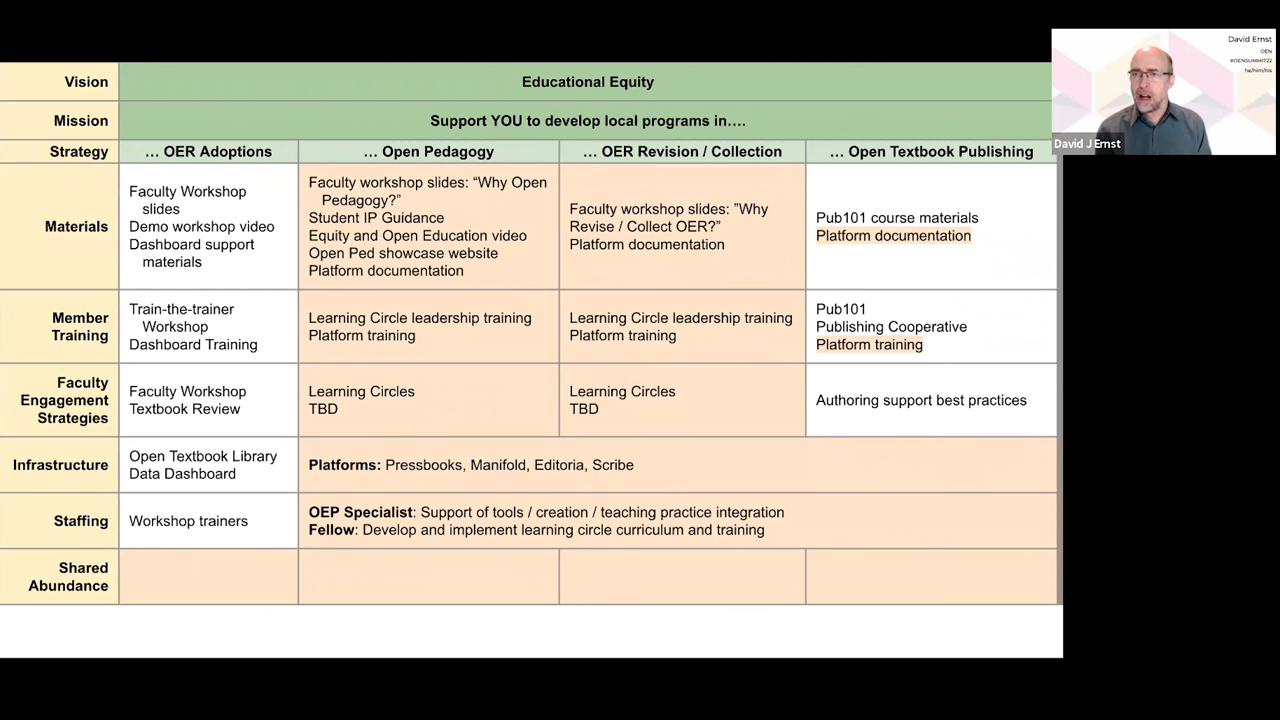 David Ernst
OEN
#OENSUMMIT22
he/him/his
David J Ernst
Vision
Educational Equity
Mission
Support YOU to develop local programs in….
Strategy
… OER Adoptions
… Open Pedagogy
… OER Revision / Collection
… Open Textbook Publishing
Materials
Faculty Workshop
slides
Demo workshop video
Dashboard support
materials
Faculty workshop slides: “Why Open
Pedagogy?”
Student IP Guidance
Equity and Open Education video
Open Ped showcase website
Platform documentation
Faculty workshop slides: ”Why
Revise / Collect OER?”
Platform documentation
Pub101 course materials
Platform documentation
Member
Training
Train-the-trainer
Workshop
Dashboard Training
Learning Circle leadership training
Platform training
Learning Circle leadership training
Platform training
Pub101
Publishing Cooperative
Platform training
Faculty
Engagement
Strategies
Faculty Workshop
Textbook Review
Learning Circles
TBD
Learning Circles
TBD
Authoring support best practices
Infrastructure
Open Textbook Library
Data Dashboard
Platforms: Pressbooks, Manifold, Editoria, Scribe
Staffing
Workshop trainers
OEP Specialist: Support of tools / creation / teaching practice integration
Fellow: Develop and implement learning circle curriculum and training
Shared
Abundance